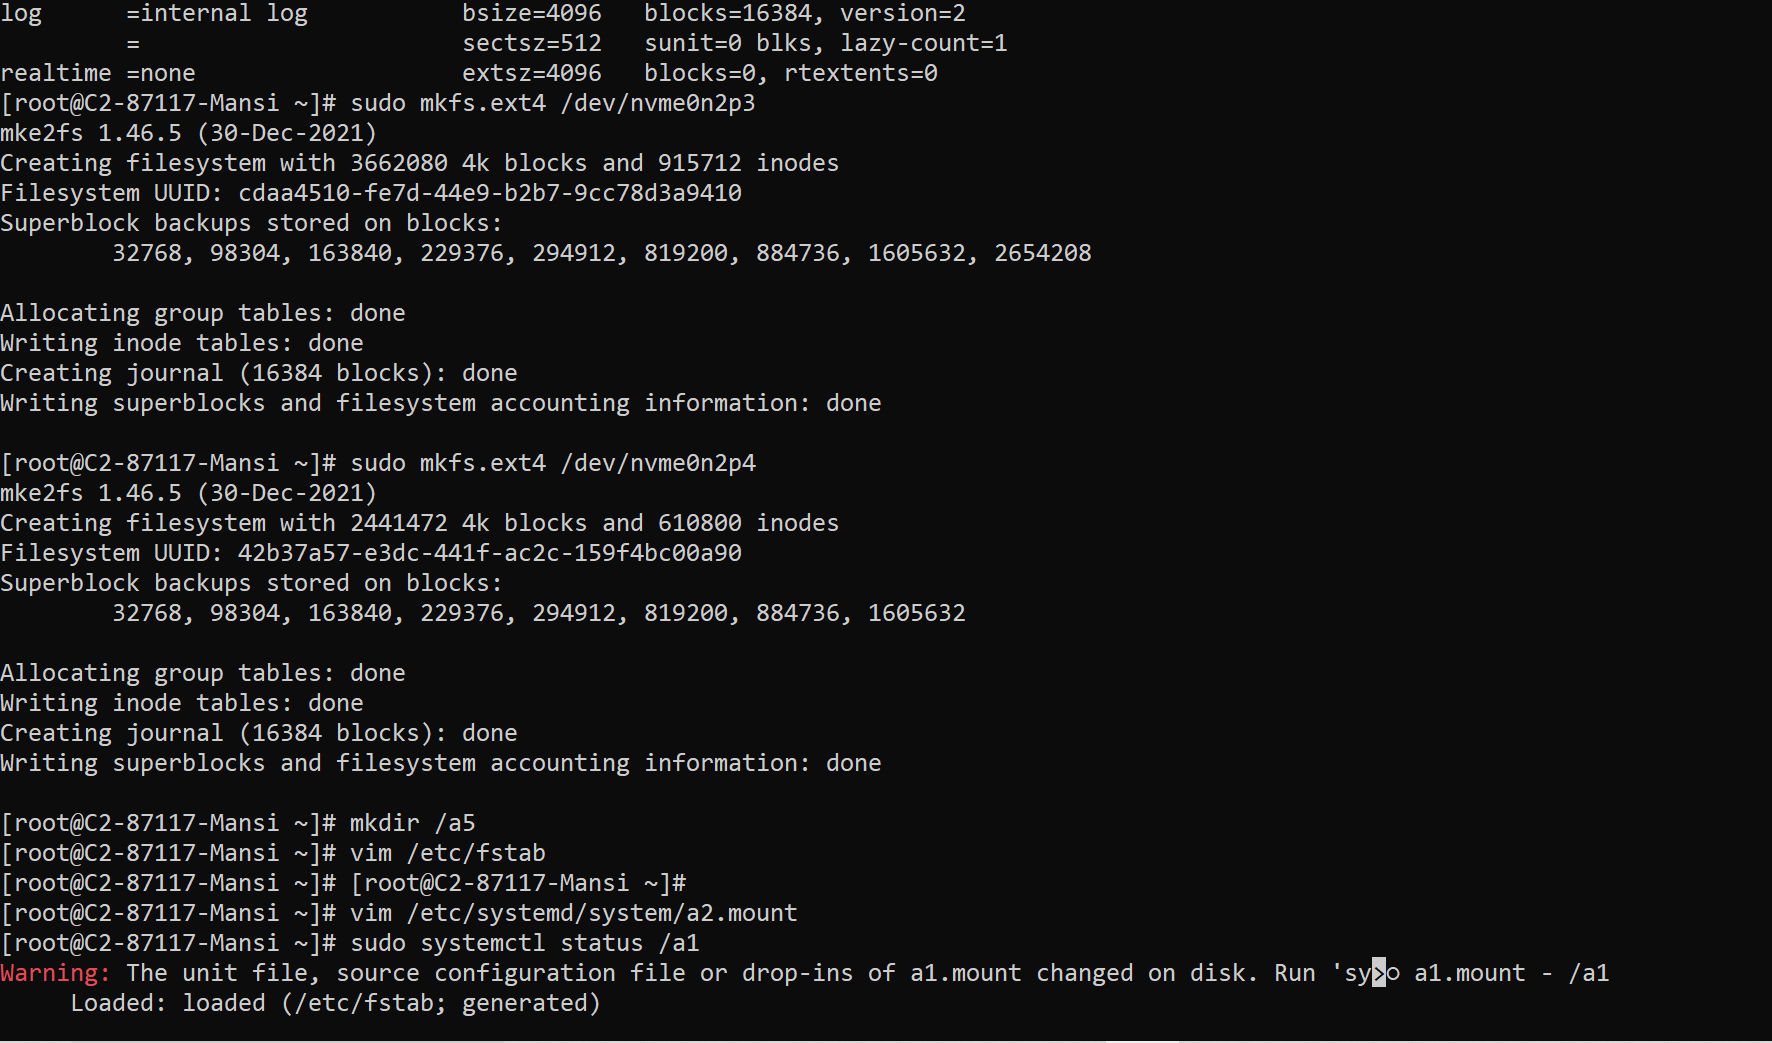 log      =internal log           bsize=4096   blocks=16384, version=2
         =                       sectsz=512   sunit=0 blks, lazy-count=1
realtime =none                   extsz=4096   blocks=0, rtextents=0
[root@C2-87117-Mansi ~]# sudo mkfs.ext4 /dev/nvme0n2p3
mke2fs 1.46.5 (30-Dec-2021)
Creating filesystem with 3662080 4k blocks and 915712 inodes
Filesystem UUID: cdaa4510-fe7d-44e9-b2b7-9cc78d3a9410
Superblock backups stored on blocks:
        32768, 98304, 163840, 229376, 294912, 819200, 884736, 1605632, 2654208

Allocating group tables: done
Writing inode tables: done
Creating journal (16384 blocks): done
Writing superblocks and filesystem accounting information: done

[root@C2-87117-Mansi ~]# sudo mkfs.ext4 /dev/nvme0n2p4
mke2fs 1.46.5 (30-Dec-2021)
Creating filesystem with 2441472 4k blocks and 610800 inodes
Filesystem UUID: 42b37a57-e3dc-441f-ac2c-159f4bc00a90
Superblock backups stored on blocks:
        32768, 98304, 163840, 229376, 294912, 819200, 884736, 1605632

Allocating group tables: done
Writing inode tables: done
Creating journal (16384 blocks): done
Writing superblocks and filesystem accounting information: done

[root@C2-87117-Mansi ~]# mkdir /a5
[root@C2-87117-Mansi ~]# vim /etc/fstab
[root@C2-87117-Mansi ~]# [root@C2-87117-Mansi ~]#
[root@C2-87117-Mansi ~]# vim /etc/systemd/system/a2.mount
[root@C2-87117-Mansi ~]# sudo systemctl status /a1
Warning: The unit file, source configuration file or drop-ins of a1.mount changed on disk. Run 'sy>○ a1.mount - /a1
     Loaded: loaded (/etc/fstab; generated)